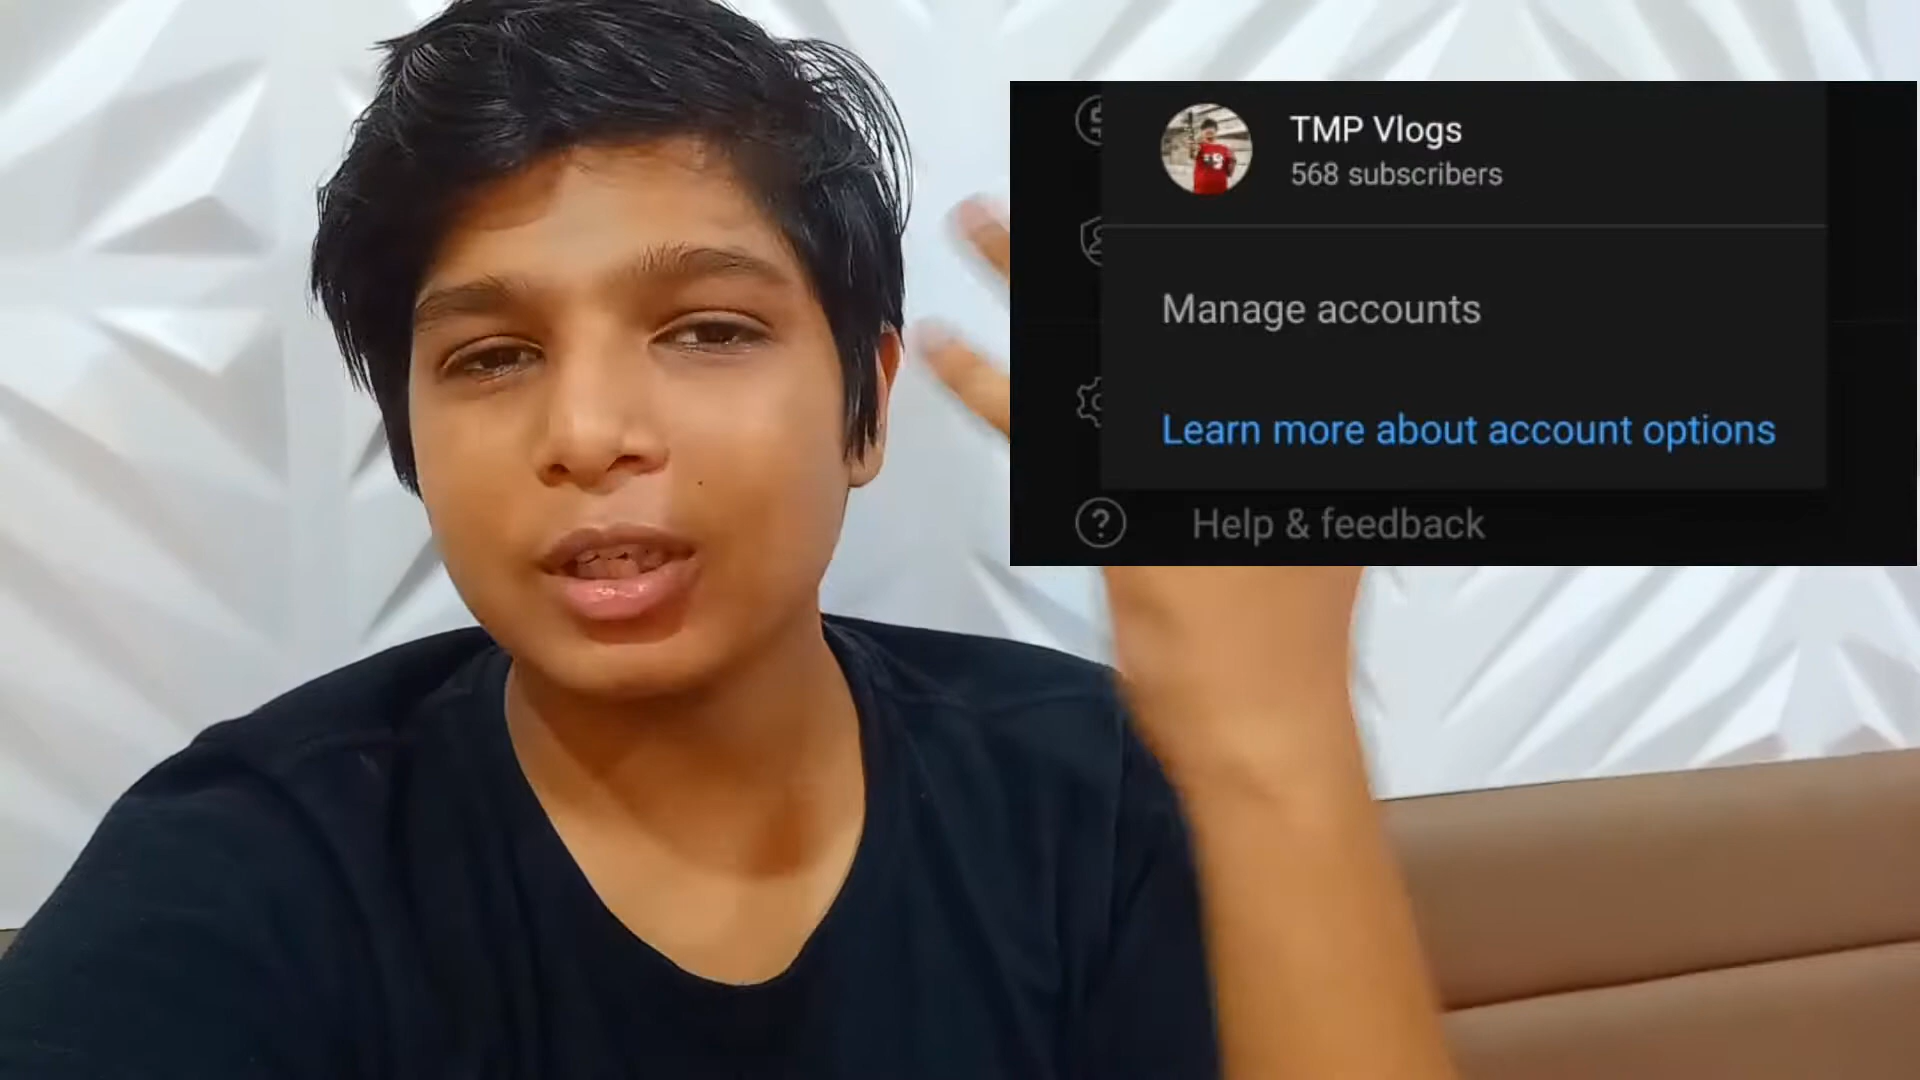 TMP Vlogs
568 subscribers
Manage accounts
Learn more about account options
Help & feedback